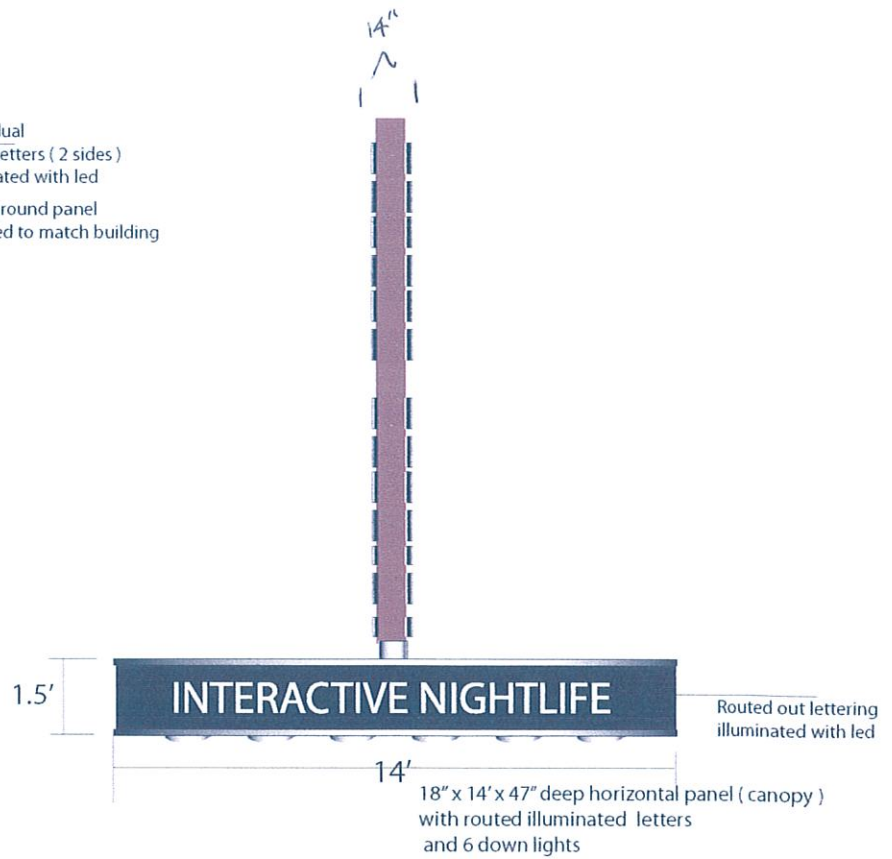 14"
dual
etters ( 2 sides )
ated with led
round panel
ed to match building
1.5'
INTERACTIVE NIGHTLIFE
Routed out lettering
illuminated with led
14'
18" x 14' x 47" deep horizontal panel ( canopy )
with routed illuminated letters
and 6 down lights